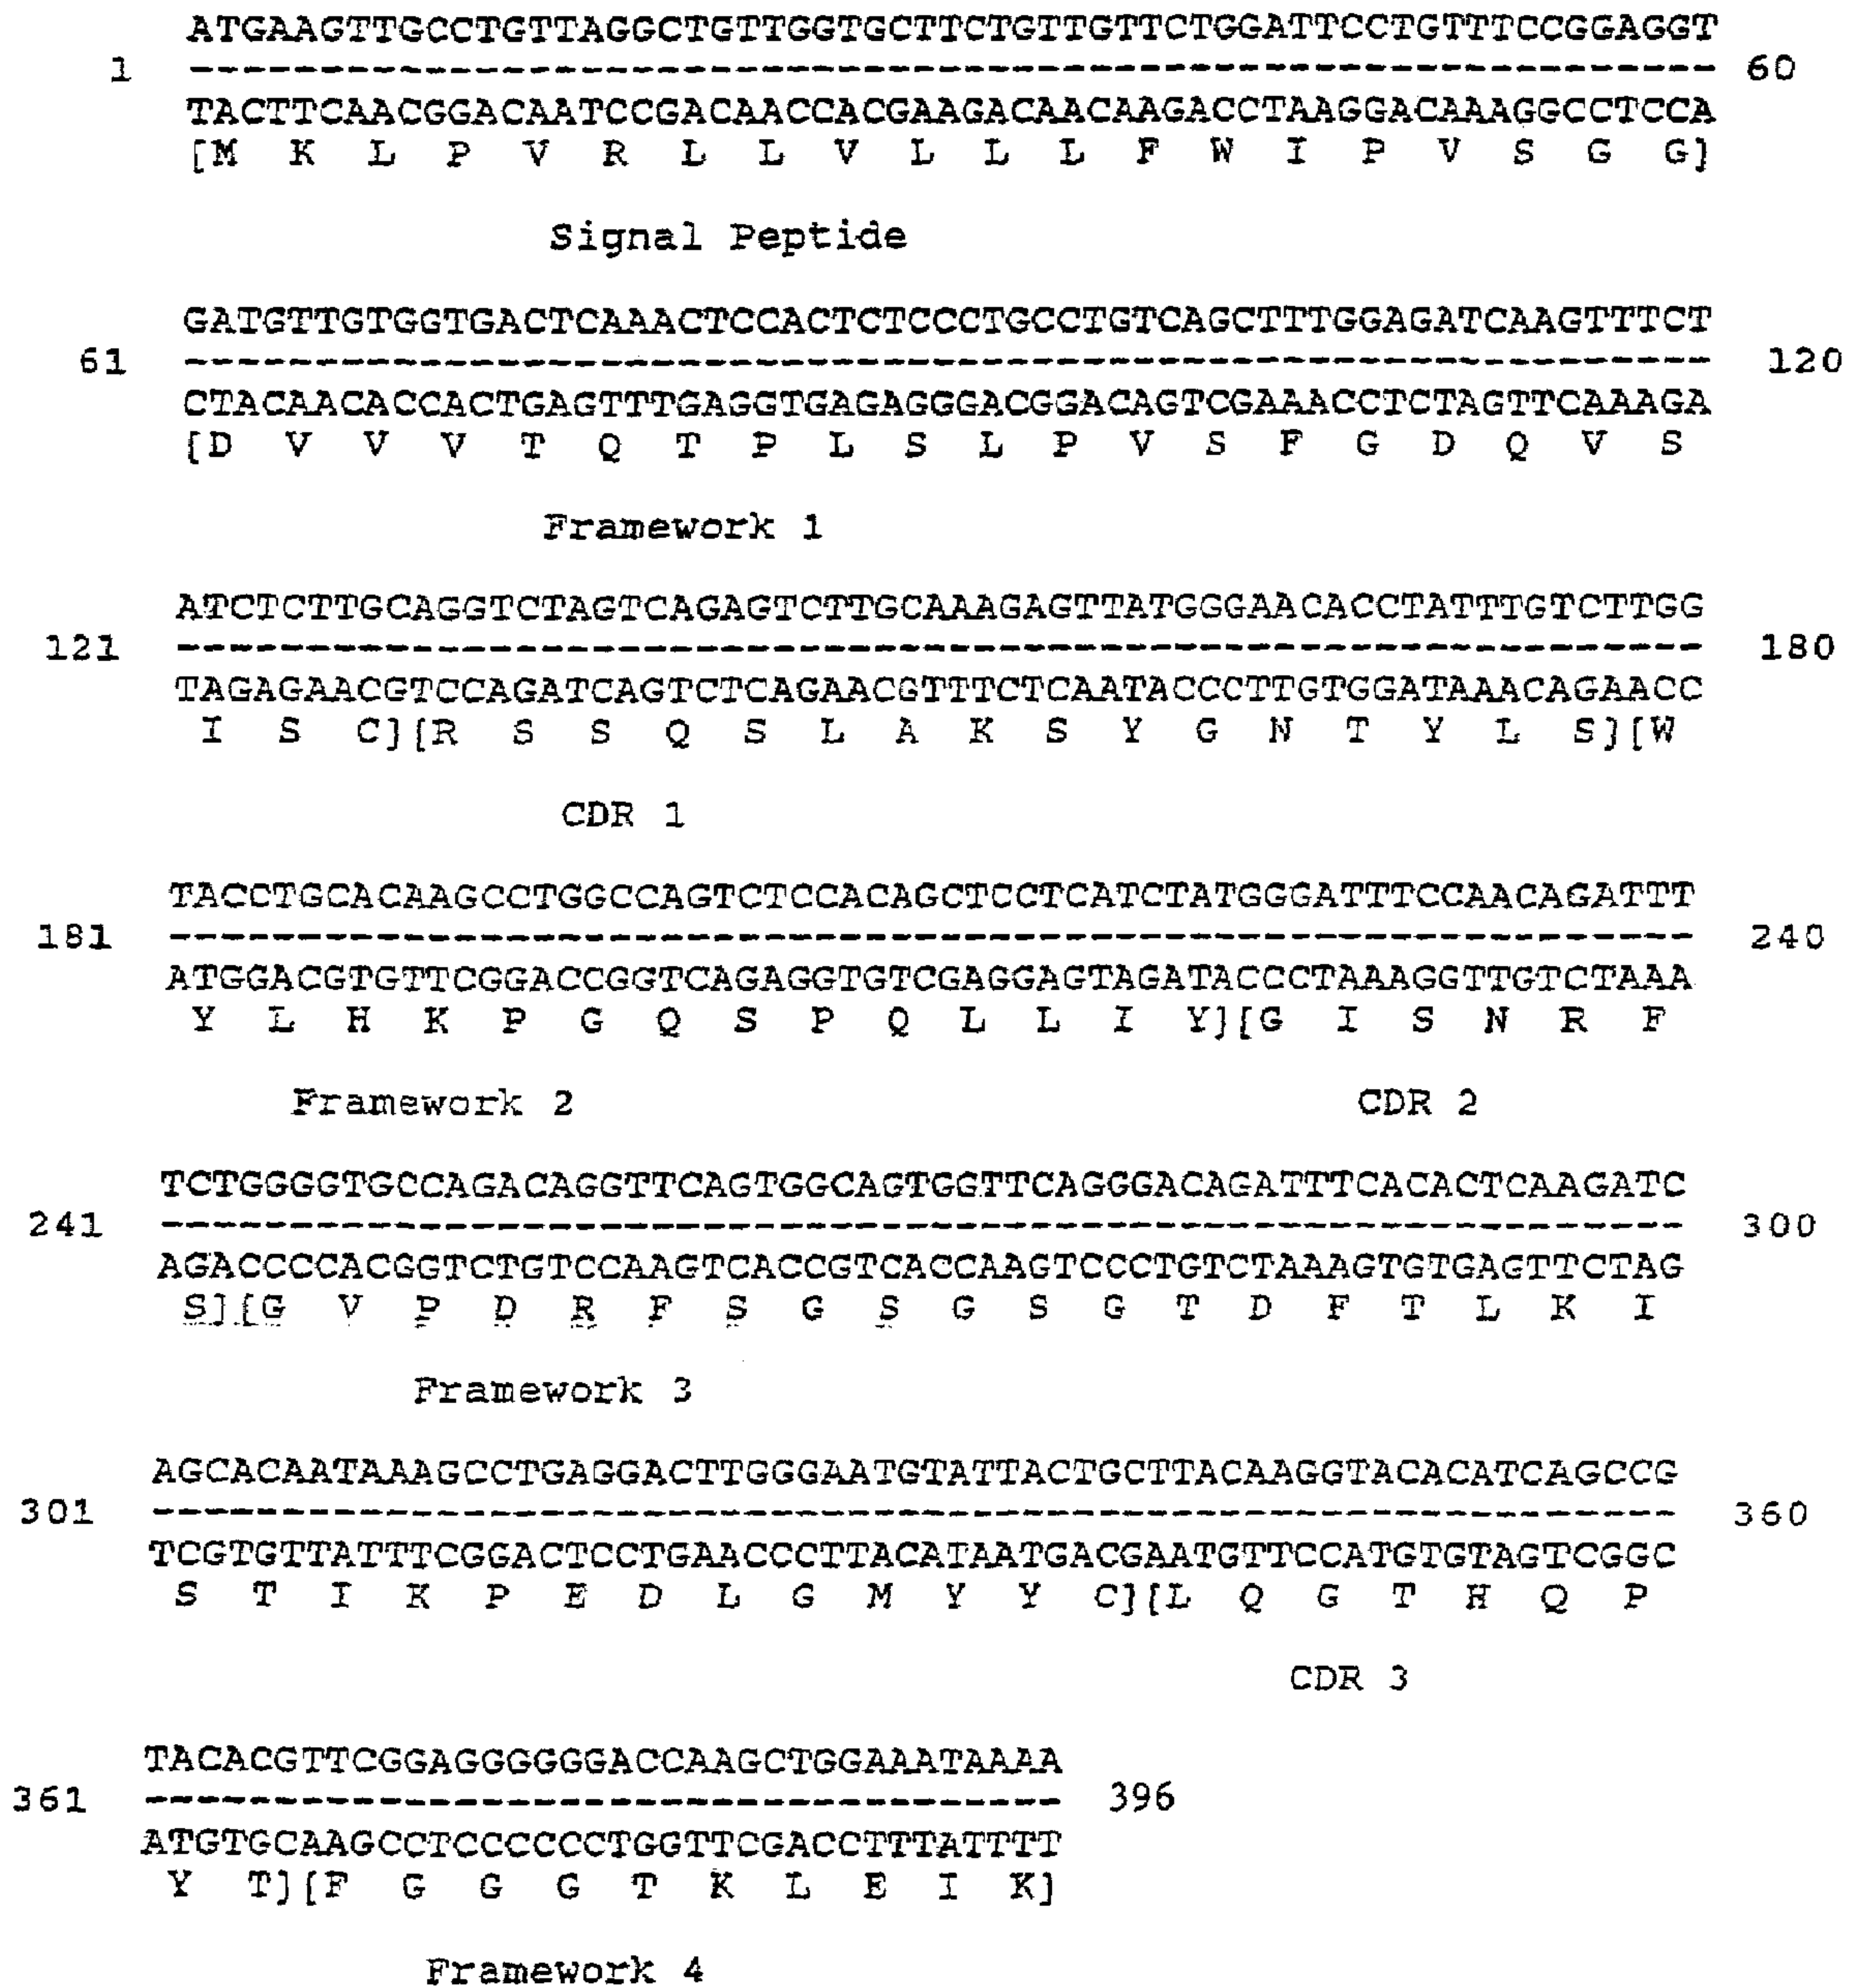 ATGAAGTTGCCTGTTAGGCTGTTGGTGCTTCTGTTGTTCTGGATTCCTGTTTCCGGAGGT
1 ------------------------------------------------------------ 60
TACTTCAACGGACAATCCGACAACCACGAAGACAACAAGACCTAAGGACAAAGGCCTCCA
[M K L P V R L L V L L L F W I P V S G G]
Signal Peptide
GATGTTGTGGTGACTCAAACTCCACTCTCCCTGCCTGTCAGCTTTGGAGATCAAGTTTCT
61 ------------------------------------------------------------ 120
CTACAACACCACTGAGTTTGAGGTGAGAGGGACGGACAGTCGAAACCTCTAGTTCAAAGA
[D V V V T Q T P L S L P V S F G D Q V S
Framework 1
ATCTCTTGCAGGTCTAGTCAGAGTCTTGCAAAGAGTTATGGGAACACCTATTTGTCTTGG
121 ------------------------------------------------------------ 180
TAGAGAACGTCCAGATCAGTCTCAGAACGTTTCTCAATACCCTTGTGGATAAACAGAACC
I S C][R S S Q S L A K S Y G N T Y L S][W
CDR 1
TACCTGCACAAGCCTGGCCAGTCTCCACAGCTCCTCATCTATGGGATTTCCAACAGATTT
181 ------------------------------------------------------------ 240
ATGGACGTGTTCGGACCGGTCAGAGGTGTCGAGGAGTAGATACCCTAAAGGTTGTCTAAA
Y L H K P G Q S P Q L L I Y][G I S N R F
Framework 2 CDR 2
TCTGGGGTGCCAGACAGGTTCAGTGGCAGTGGTTCAGGGACAGATTTCACACTCAAGATC
241 ------------------------------------------------------------ 300
AGACCCCACGGTCTGTCCAAGTCACCGTCACCAAGTCCCTGTCTAAAGTGTGAGTTCTAG
S][G V P D R F S G S G S G T D F T L K I
Framework 3
AGCACAATAAAGCCTGAGGACTTGGGAATGTATTACTGCTTACAAGGTACACATCAGCCG
301 ------------------------------------------------------------ 360
TCGTGTTATTTCGGACTCCTGAACCCTTACATAATGACGAATGTTCCATGTGTAGTCGGC
S T I K P E D L G M Y Y C][L Q G T H Q P
CDR 3
TACACGTTCGGAGGGGGGACCAAGCTGGAAATAAAA
361 ------------------------------------ 396
ATGTGCAAGCCTCCCCCCTGGTTCGACCTTTATTTT
Y T][F G G G T K L E I K]
Framework 4